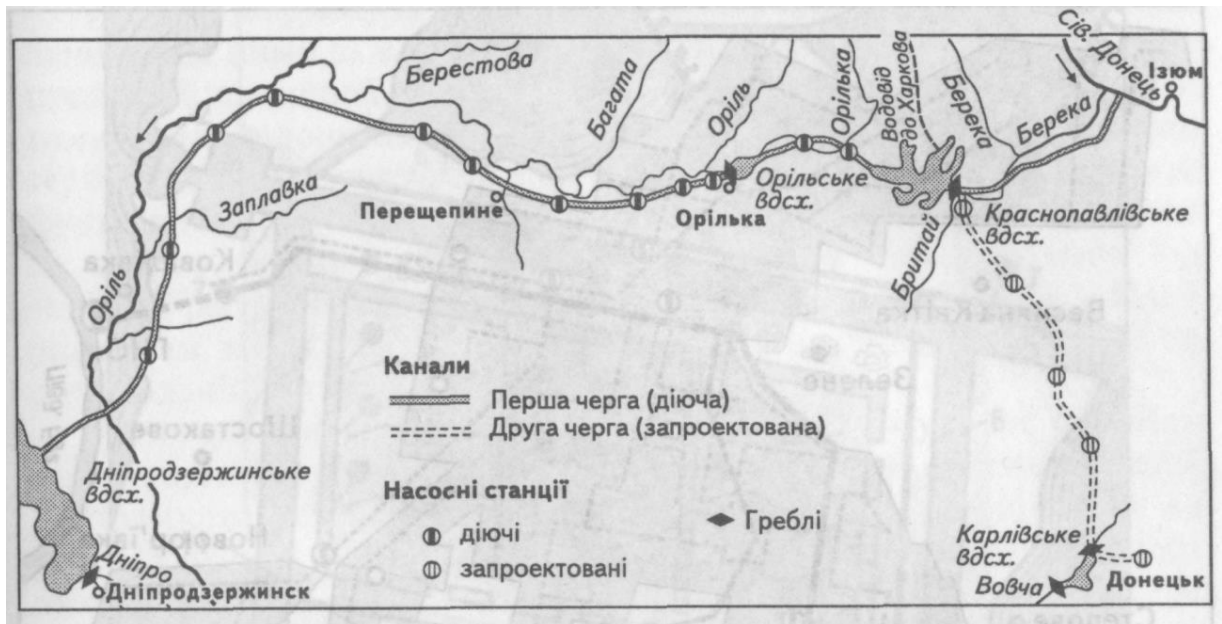 Берестова
Багата
Оріль
Орілька
Водовід
до Харкова
Берека
Берека
Сів. Донець
Ізюм
Заплавка
Перещепине
Орілька
Орільське
вдсх.
Краснопавлівське
вдсх.
Бритай
Оріль
Канали
Перша черга (діюча)
Друга черга (запроектована)
Насосні станції
діючі
запроектовані
Греблі
Дніпродзержинське
вдсх.
Дніпро
Дніпродзержинск
Карлівське
вдсх.
Вовча
Донецьк